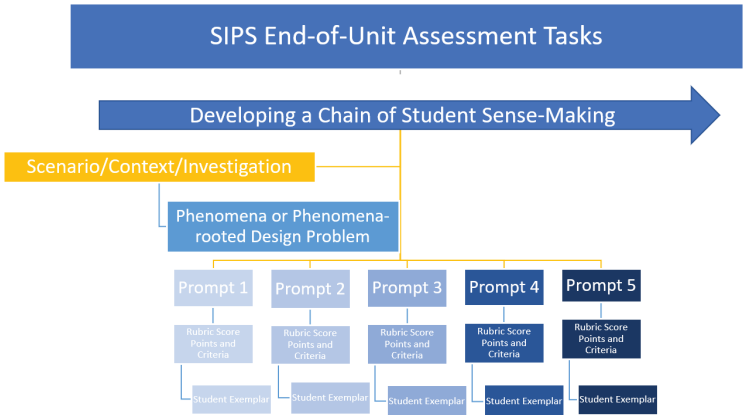 SIPS End-of-Unit Assessment Tasks
Developing a Chain of Student Sense-Making
Scenario/Context/Investigation
Phenomena or Phenomena-
rooted Design Problem
Prompt 1
Prompt 2
Prompt 3
Prompt 4
Prompt 5
Rubric Score
Points and
Criteria
Rubric Score
Points and
Criteria
Rubric Score
Points and
Criteria
Rubric Score
Points and
Criteria
Rubric Score
Points and
Criteria
Student Exemplar
Student Exemplar
Student Exemplar
Student Exemplar
Student Exemplar